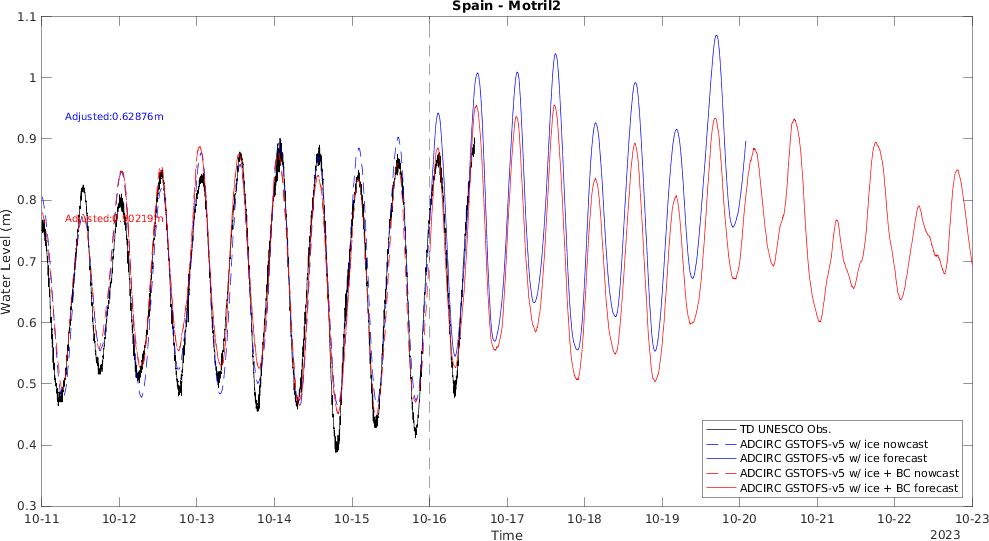 Spain - Motril2
Water Level (m)
1.1
1
0.9
0.8
0.7
0.6
0.5
0.4
0.3
Adjusted:0.62876m
TD UNESCO Obs.
ADCIRC GSTOFS-v5 w/ ice nowcast
ADCIRC GSTOFS-v5 w/ ice forecast
ADCIRC GSTOFS-v5 w/ ice + BC nowcast
ADCIRC GSTOFS-v5 w/ ice + BC forecast
10-11 10-12 10-13 10-14 10-15 10-16 10-17 10-18 10-19 10-20 10-21 10-22 10-23
Time
2023